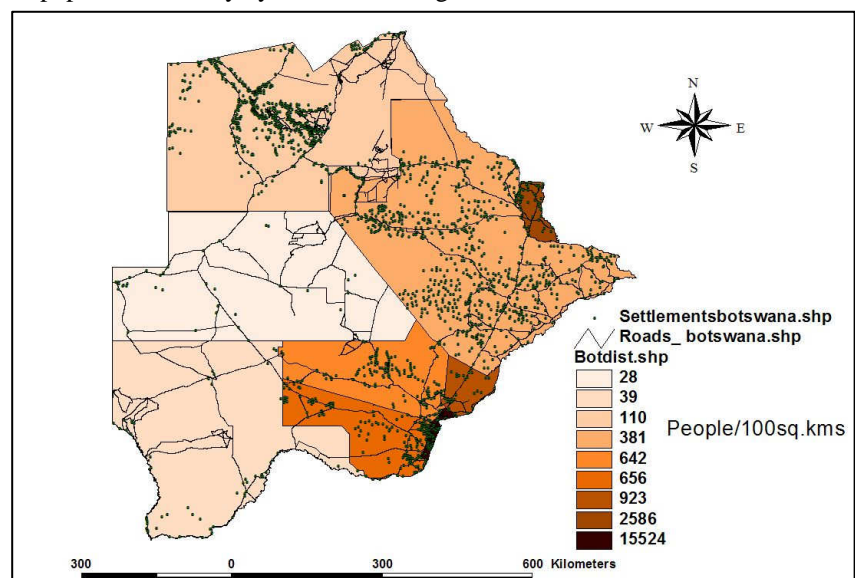 N
W E
S
Settlementsbotswana.shp
Roads_ botswana.shp
Botdist.shp
28
39
110
381
642
656
923
2586
15524
People/100sq.kms
300 0 300 600 Kilometers